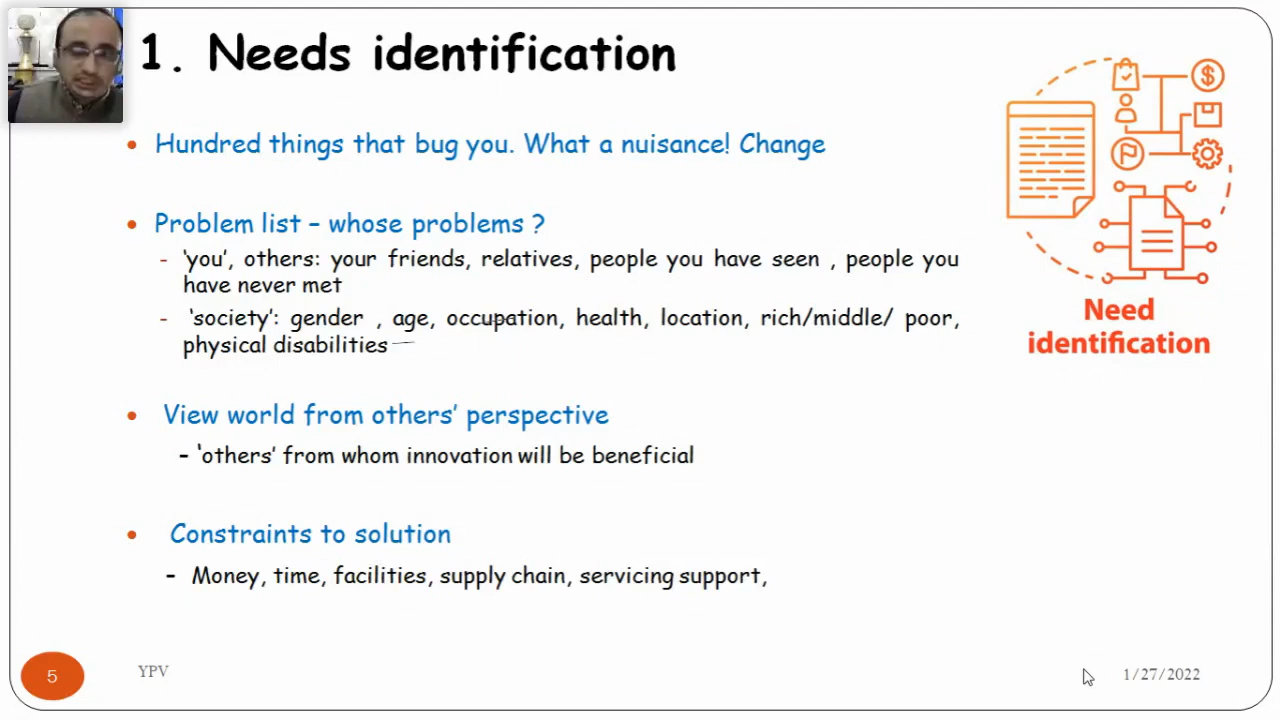 1. Needs identification
• Hundred things that bug you. What a nuisance! Change
• Problem list – whose problems ?
- ‘you’, others: your friends, relatives, people you have seen , people you
have never met
- ‘society’: gender , age, occupation, health, location, rich/middle/ poor,
physical disabilities
• View world from others’ perspective
– ‘others’ from whom innovation will be beneficial
• Constraints to solution
- Money, time, facilities, supply chain, servicing support,
Need
identification
5
YPV
1/27/2022